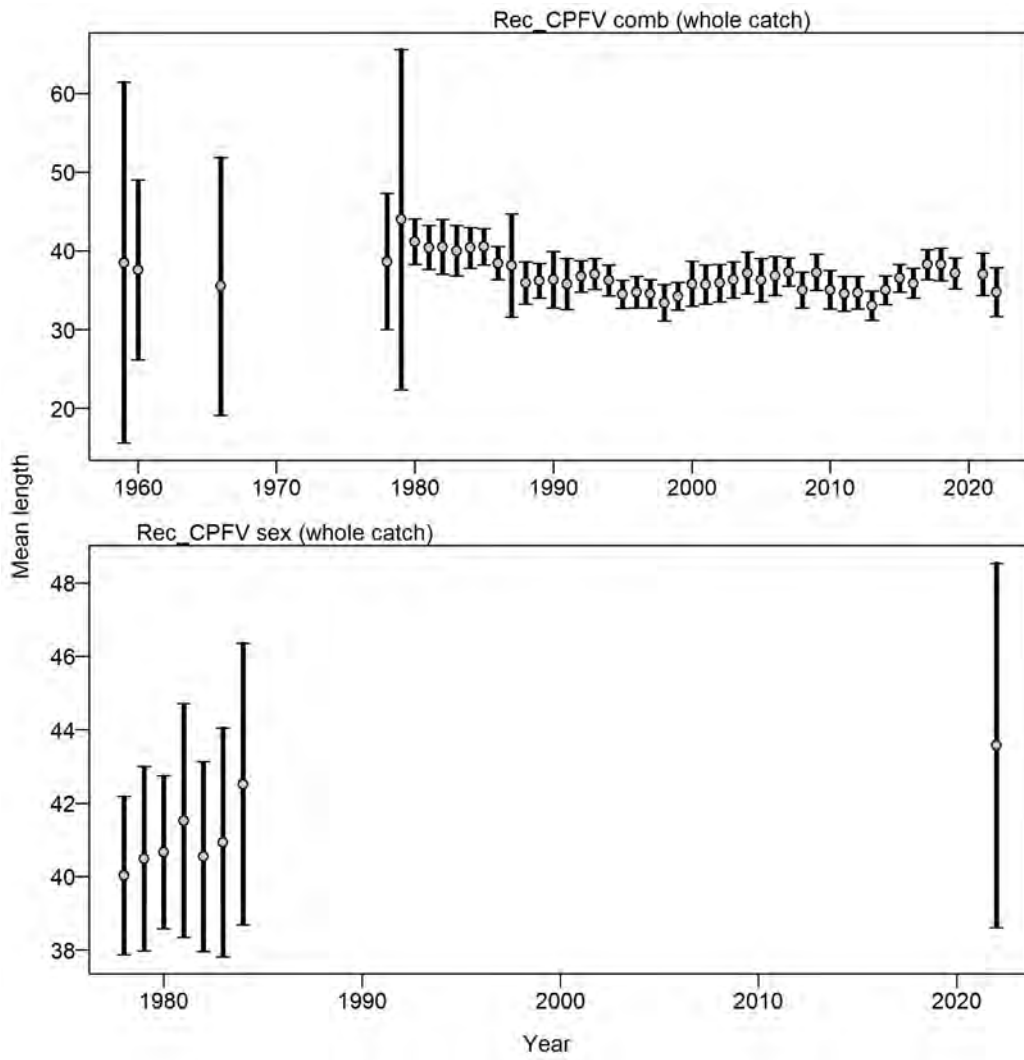 Rec_CPFV comb (whole catch)
60
50
40
30
20
1960 1970 1980 1990 2000 2010 2020
Mean length
Rec_CPFV sex (whole catch)
48
46
44
42
40
38
1980 1990 2000 2010 2020
Year